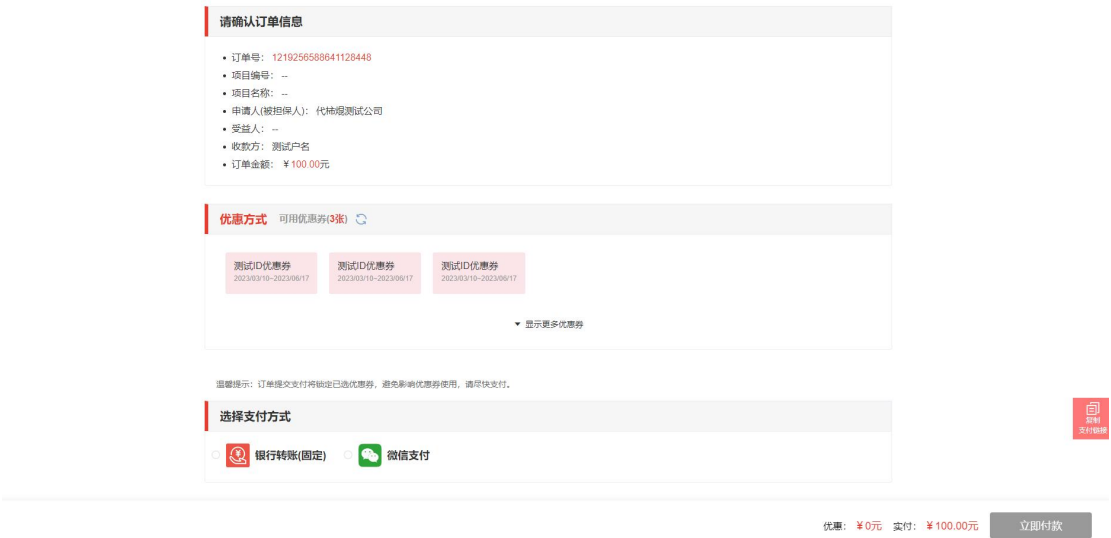 请确认订单信息
订单号： 1219256588641128448
项目编号： --
项目名称： --
申请人(被担保人)： 代柿焜测试公司
受益人： --
收款方： 测试户名
订单金额： ￥100.00元
优惠方式 可用优惠券(3张)
测试ID优惠券 测试ID优惠券 测试ID优惠券
2023/03/10~2023/06/17 2023/03/10~2023/06/17 2023/03/10~2023/06/17
显示更多优惠券
温馨提示：订单提交支付将锁定已选优惠券，避免影响优惠券使用，请尽快支付。
选择支付方式
复制
支付链接
银行转账(固定) 微信支付
优惠： ￥0元 实付： ￥100.00元 立即付款